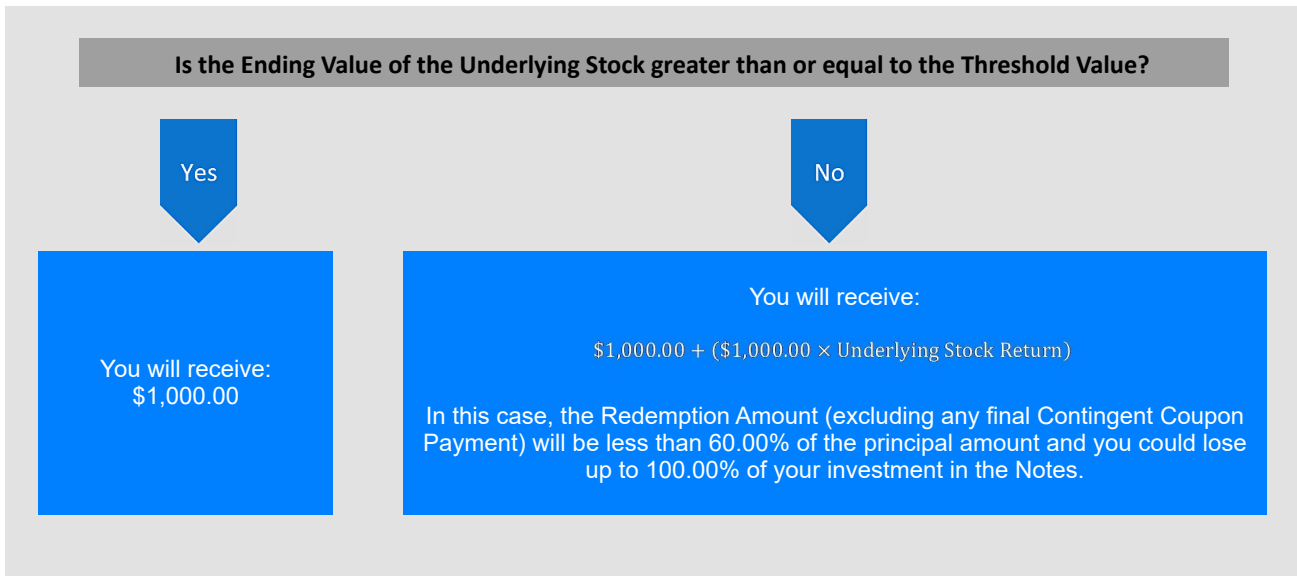 Is the Ending Value of the Underlying Stock greater than or equal to the Threshold Value?
Yes
No
You will receive:
$1,000.00
You will receive:
$1,000.00 + ($1,000.00 × Underlying Stock Return)
In this case, the Redemption Amount (excluding any final Contingent Coupon
Payment) will be less than 60.00% of the principal amount and you could lose
up to 100.00% of your investment in the Notes.